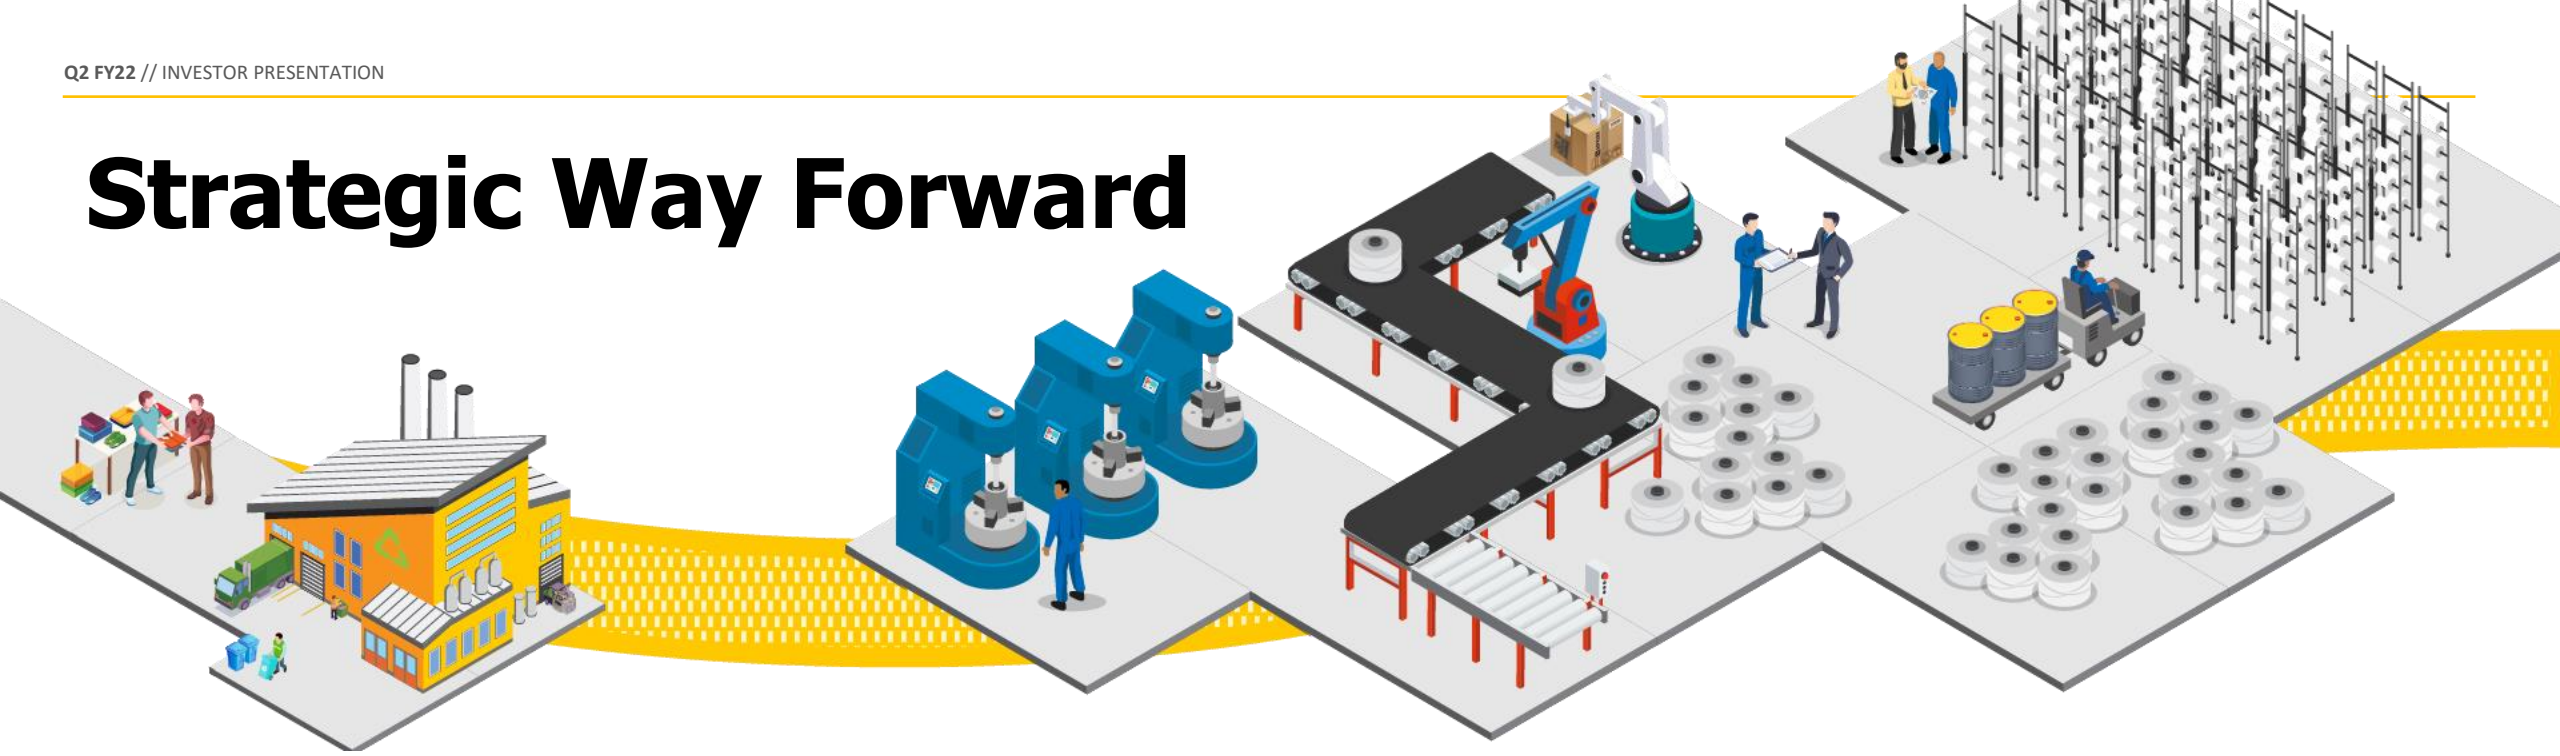 Q2 FY22 // INVESTOR PRESENTATION
Strategic Way Forward